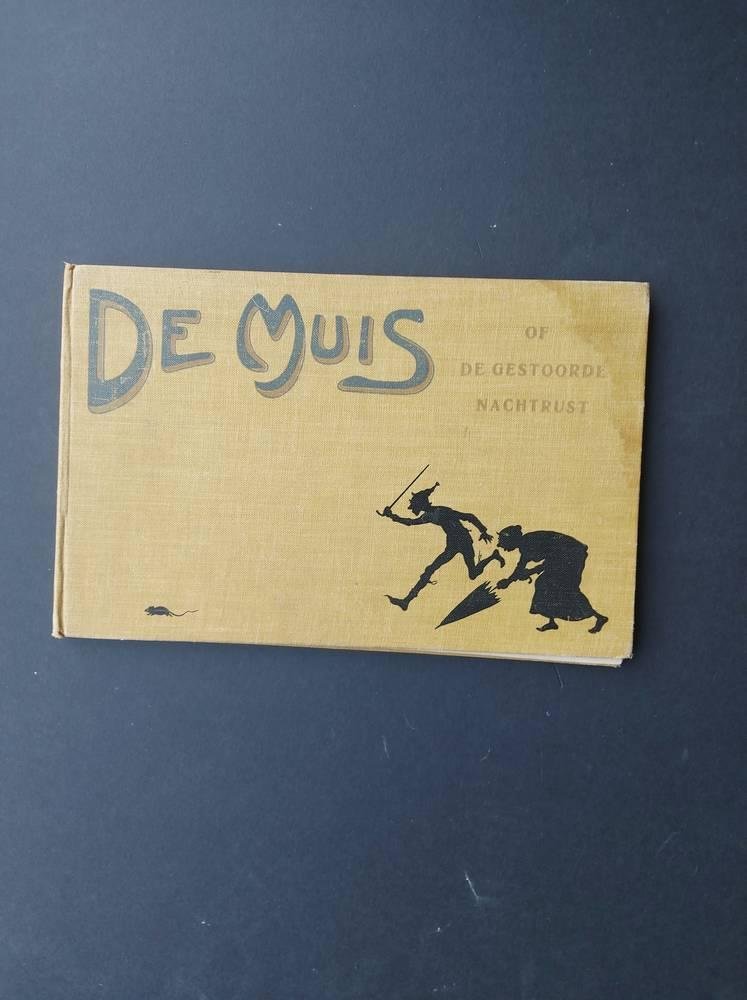 DE MUIS
OF
DE GESTOORDE
NACHTRUST